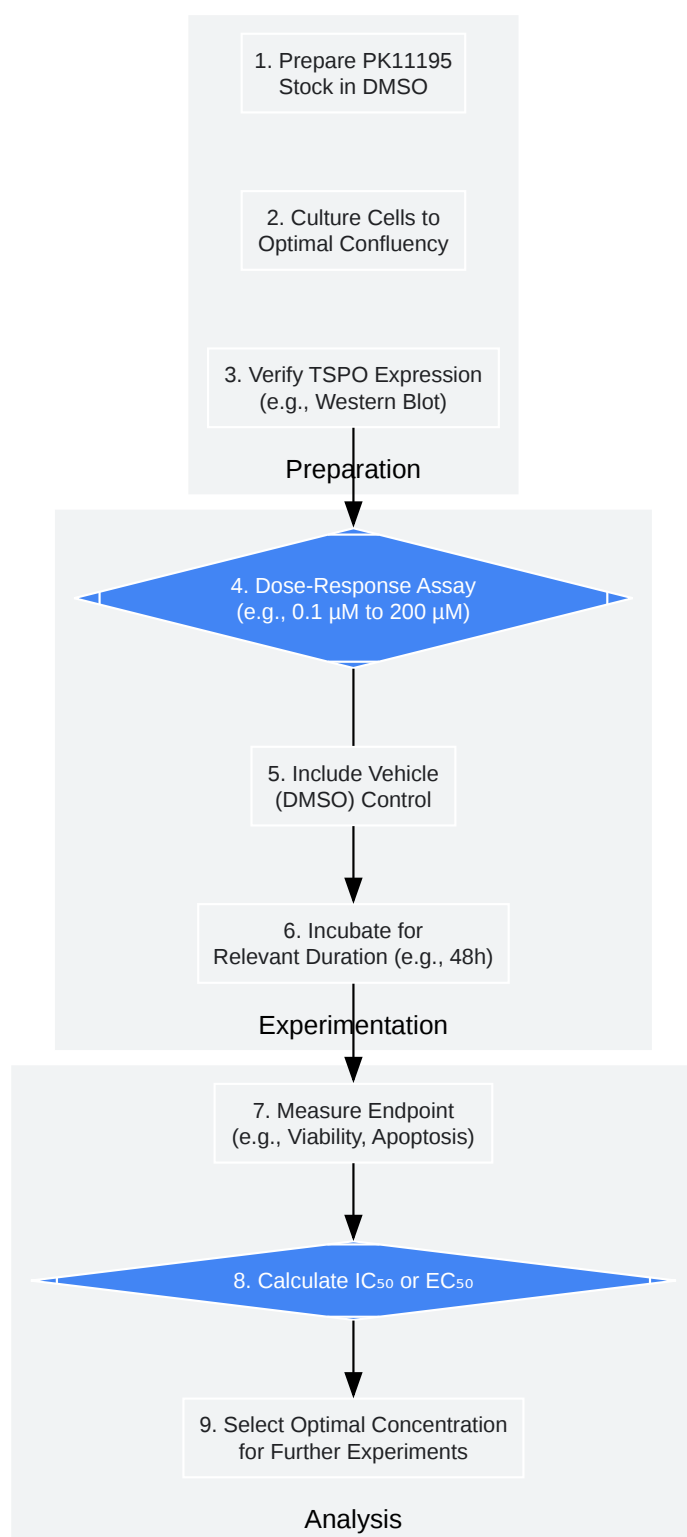 1. Prepare PK11195
Stock in DMSO
2. Culture Cells to
Optimal Confluency
3. Verify TSPO Expression
(e.g., Western Blot)
Preparation
4. Dose-Response Assay
(e.g., 0.1 µM to 200 µM)
5. Include Vehicle
(DMSO) Control
6. Incubate for
Relevant Duration (e.g., 48h)
Experimentation
7. Measure Endpoint
(e.g., Viability, Apoptosis)
8. Calculate IC₅₀ or EC₅₀
9. Select Optimal Concentration
for Further Experiments
Analysis